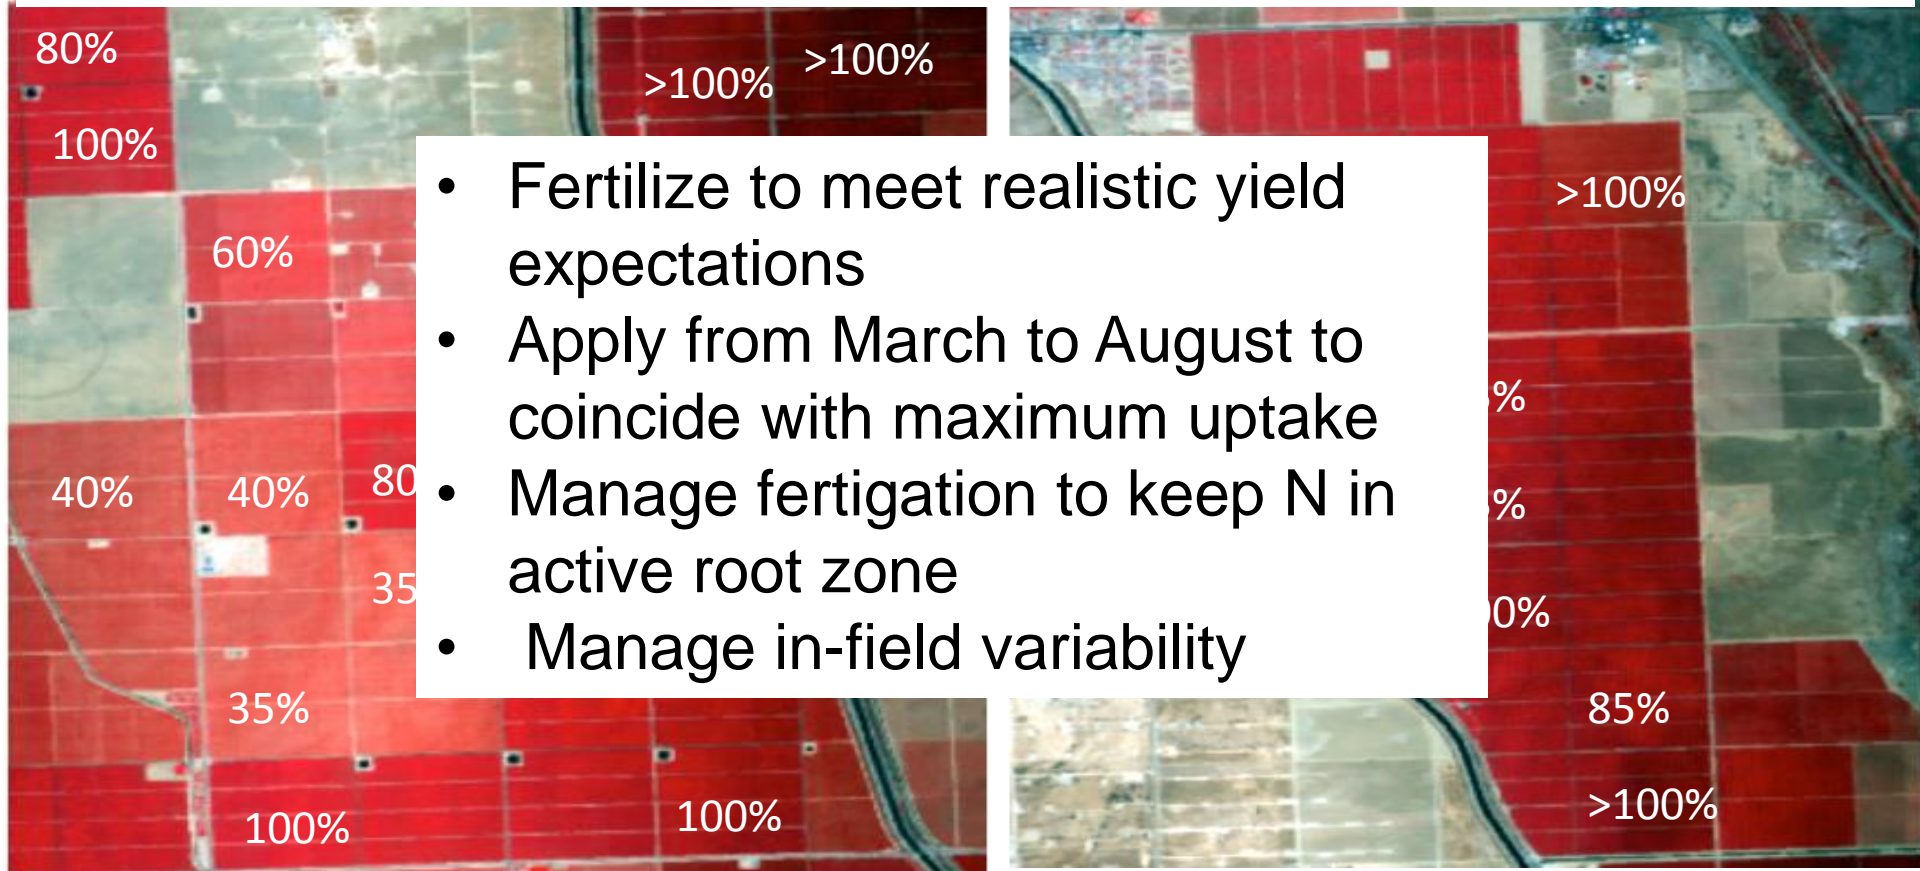 80%
>100%
>100%
100%
>100%
60%
• Fertilize to meet realistic yield
expectations
• Apply from March to August to
coincide with maximum uptake
• Manage fertigation to keep N in
active root zone
• Manage in-field variability
40%
40%
80
35
35%
85%
>100%
100%
100%